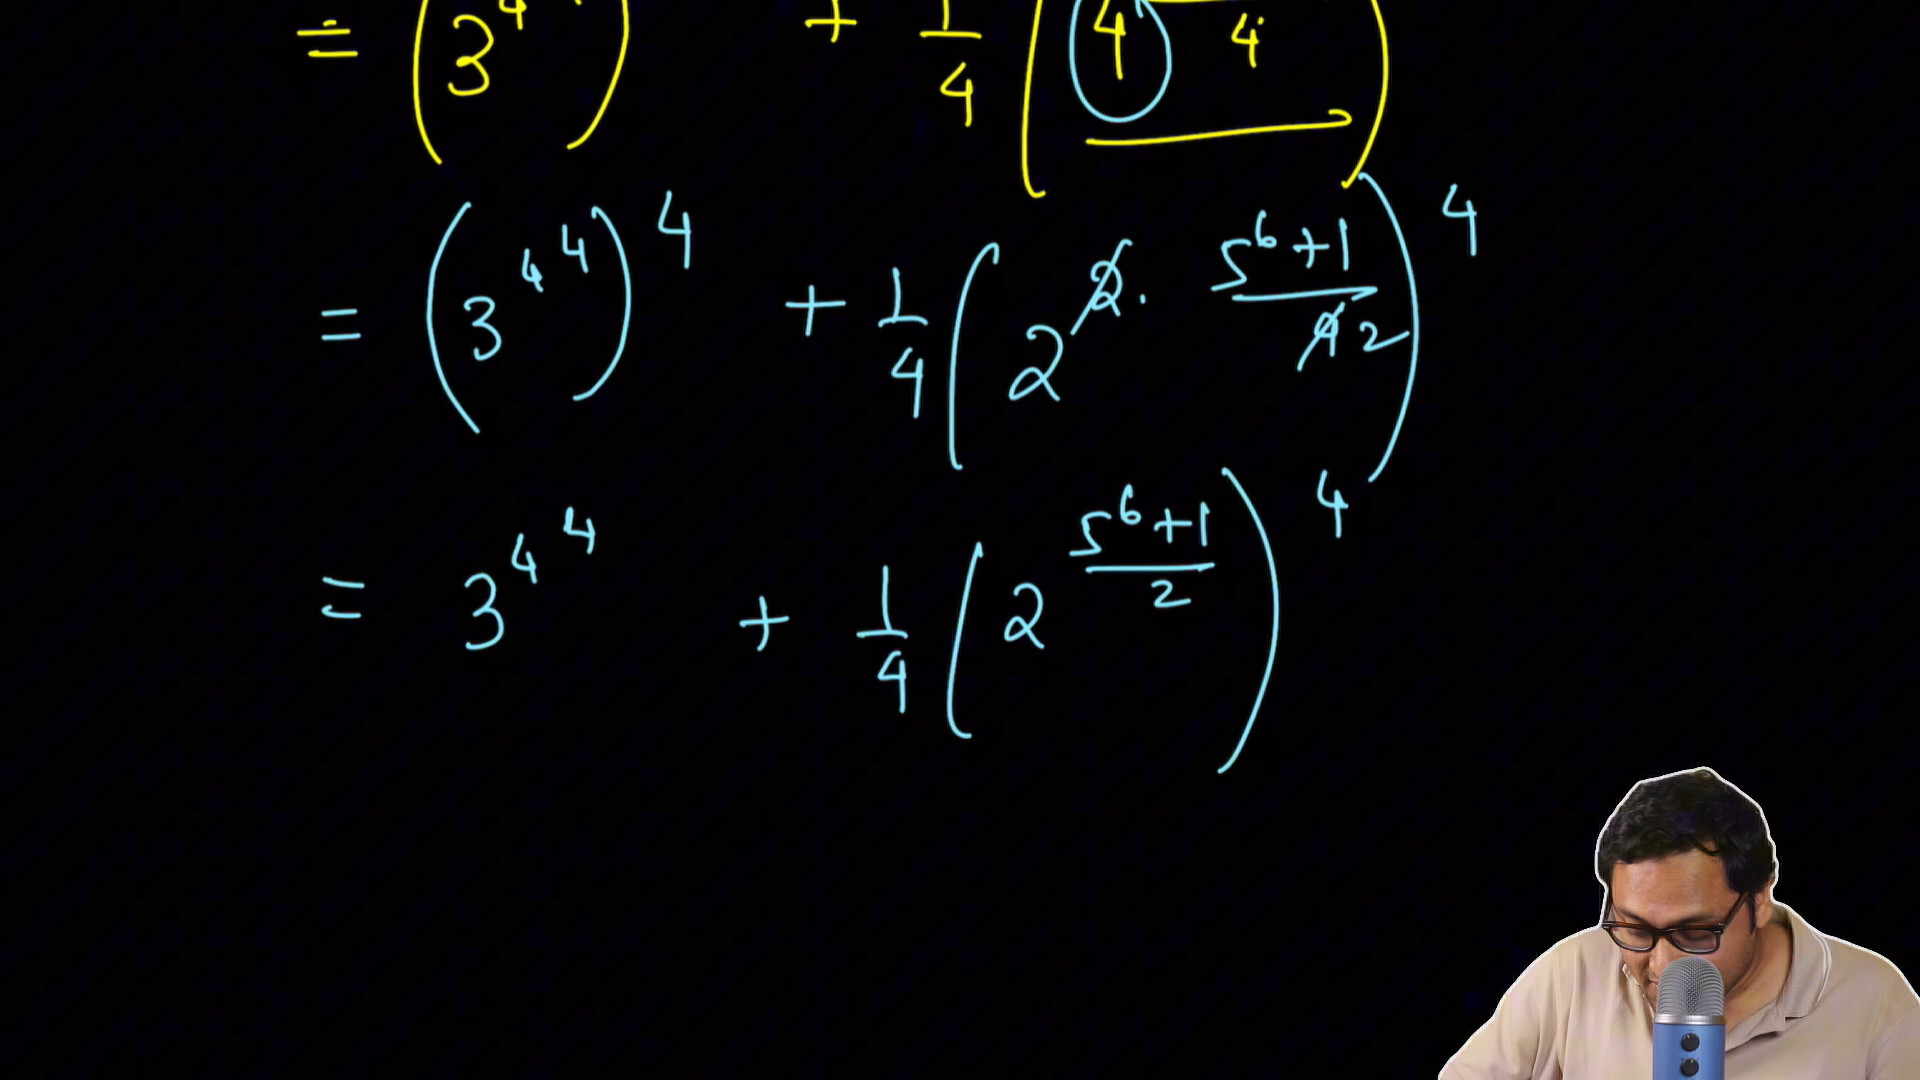 = (3^4^4) + 1/4 (4 4)
= (3^4^4)^4 + 1/4 (2^2 · (5^6+1)/(4 2))^4
= 3^4^4 + 1/4 (2^(5^6+1)/2)^4